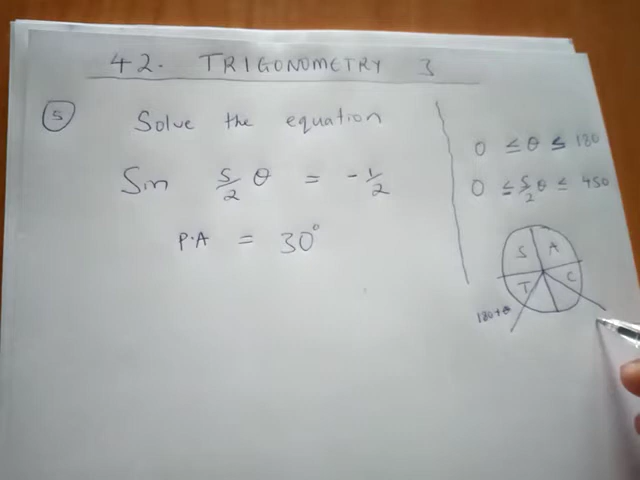 42. TRIGONOMETRY 3
5 Solve the equation
Sin 5/2 θ = -1/2
P.A = 30°
0 ≤ θ ≤ 180
0 ≤ 5/2 θ ≤ 450
S A
T C
180+θ